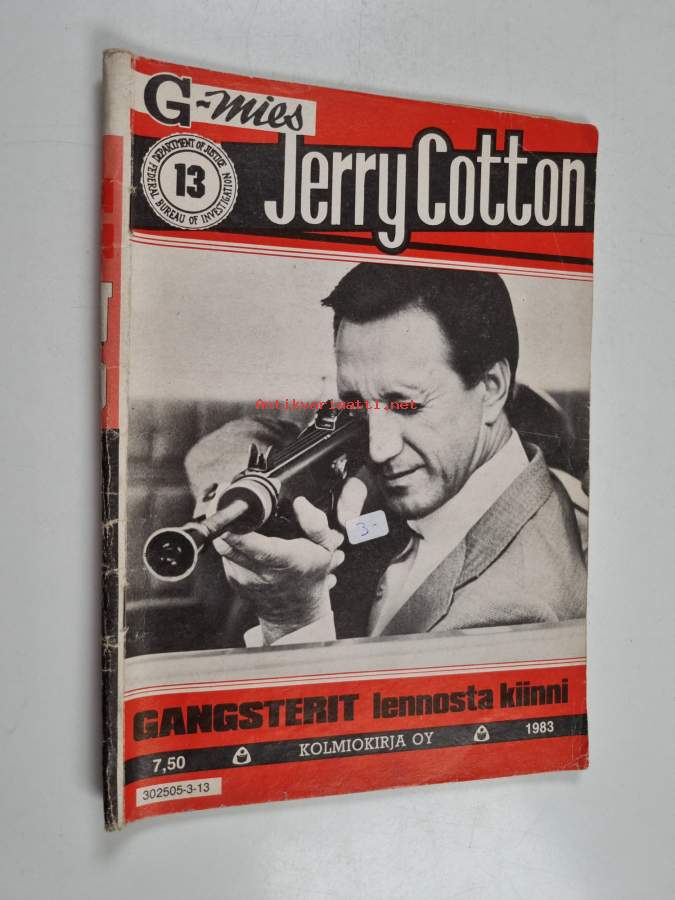 G-mies
Jerry Cotton
DEPARTMENT OF JUSTICE
13
FEDERAL BUREAU OF INVESTIGATION
Antikvariaatti.net
3-
GANGSTERIT lennosta kiinni
7,50 KOLMIOKIRJA OY 1983
302505-3-13